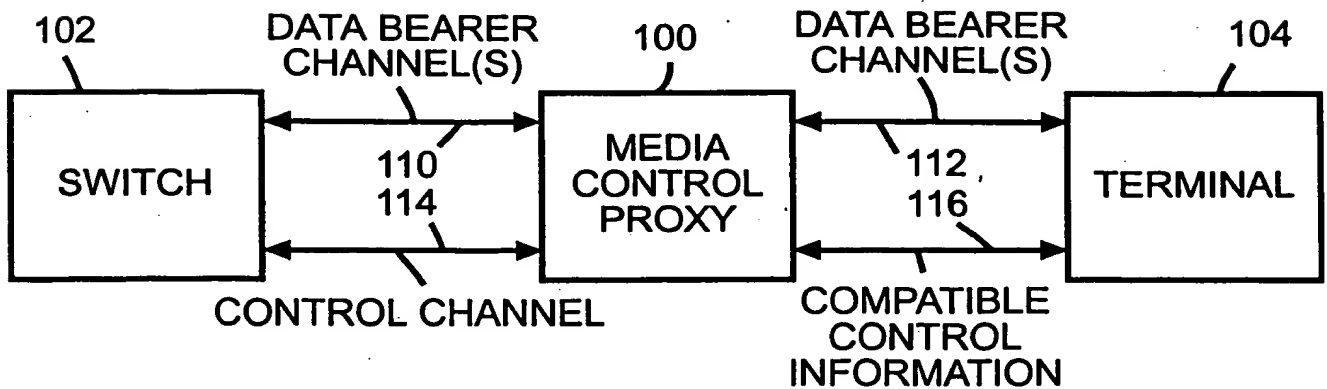 102
DATA BEARER
CHANNEL(S)
100
DATA BEARER
CHANNEL(S)
104
SWITCH
110
114
MEDIA
CONTROL
PROXY
112
116
TERMINAL
CONTROL CHANNEL
COMPATIBLE
CONTROL
INFORMATION